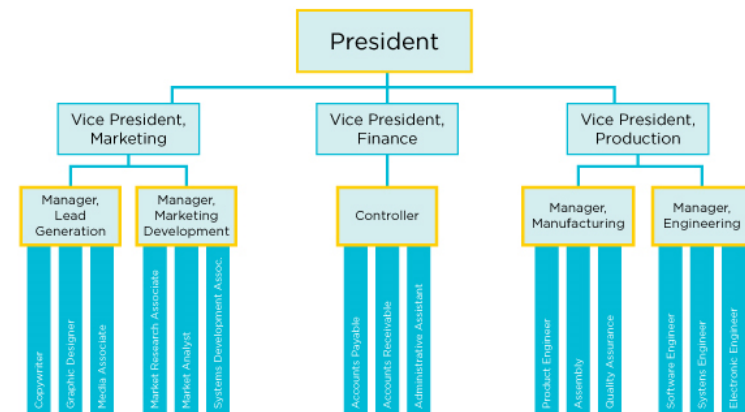 President
Vice President,
Marketing
Vice President,
Finance
Vice President,
Production
Manager,
Lead
Generation
Manager,
Marketing
Development
Controller
Manager,
Manufacturing
Manager,
Engineering
Copywriter
Graphic Designer
Media Associate
Market Research Associate
Market Analyst
Systems Development Assoc.
Accounts Payable
Accounts Receivable
Administrative Assistant
Product Engineer
Assembly
Quality Assurance
Software Engineer
Systens Engineer
Electronic Engineer